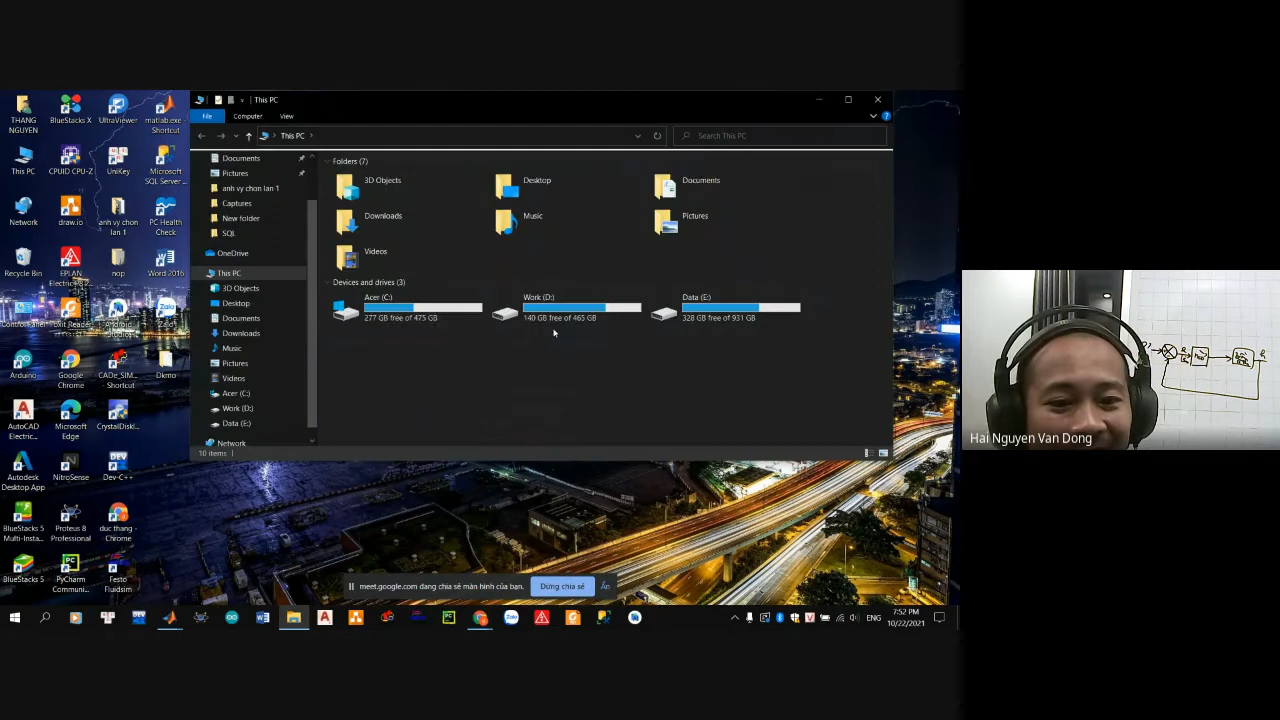 THANG NGUYEN
BlueStacks X
UltraViewer
matlab.exe - Shortcut
This PC
CPUID CPU-Z
UniKey
Microsoft SQL Server ...
Network
draw.io
anh vy chon lan 1
PC Health Check
Recycle Bin
EPLAN
nop
Word 2016
Foxit Reader
Android
Zalo
Arduino
Google Chrome
CADe_SIM - Shortcut
Dkmo
AutoCAD Electric...
Microsoft Edge
Autodesk Desktop App
NitroSense
Dev-C++
BlueStacks 5 Multi-Insta...
Proteus 8 Professional
duc thang - Chrome
BlueStacks 5
PyCharm Communi...
Festo Fluidsim
This PC
File
Computer
View
This PC
Search This PC
Documents
Pictures
anh vy chon lan 1
Captures
New folder
SQL
OneDrive
This PC
3D Objects
Desktop
Documents
Downloads
Music
Pictures
Videos
Acer (C:)
Work (D:)
Data (E:)
Network
Folders (7)
3D Objects
Desktop
Documents
Downloads
Music
Pictures
Videos
Devices and drives (3)
Acer (C:)
277 GB free of 475 GB
Work (D:)
140 GB free of 465 GB
Data (E:)
328 GB free of 931 GB
10 items
meet.google.com đang chia sẻ màn hình của bạn.
Dừng chia sẻ
Ẩn
ENG
7:52 PM
10/22/2021
Hai Nguyen Van Dong